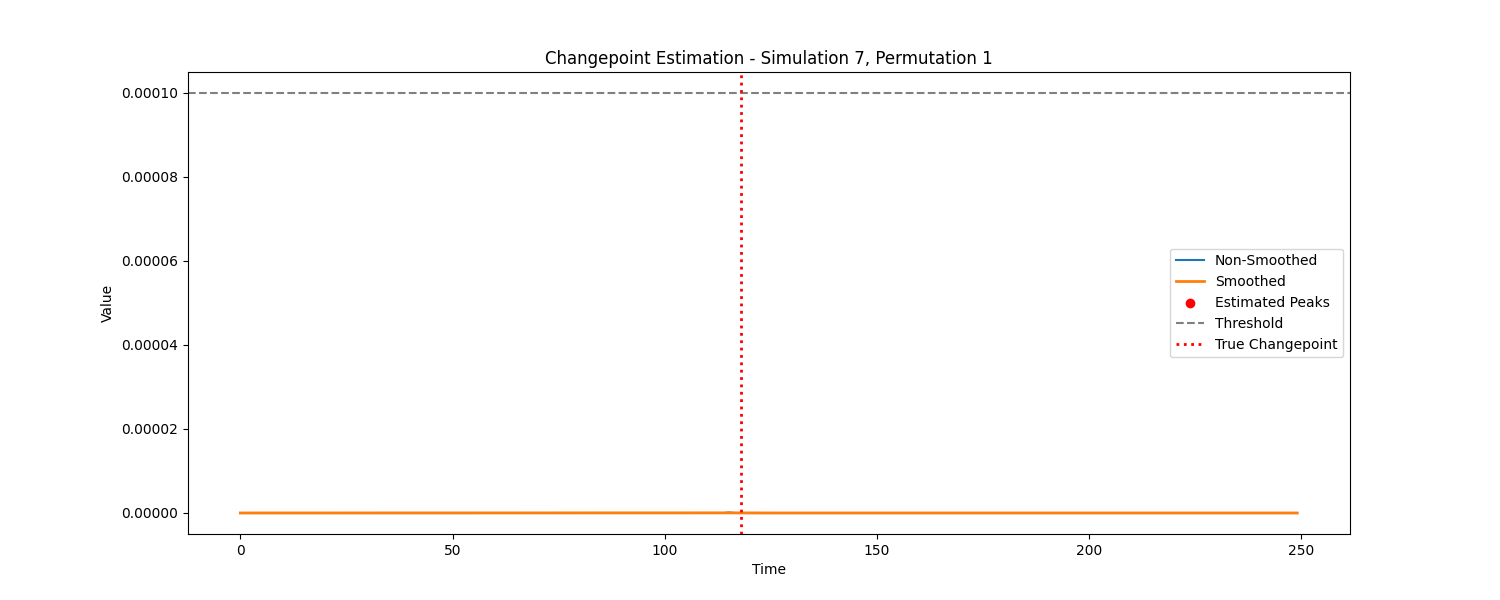 Changepoint Estimation - Simulation 7, Permutation 1
0.00010
0.00008
0.00006
0.00004
0.00002
0.00000
Value
Non-Smoothed
Smoothed
Estimated Peaks
Threshold
True Changepoint
0 50 100 150 200 250
Time